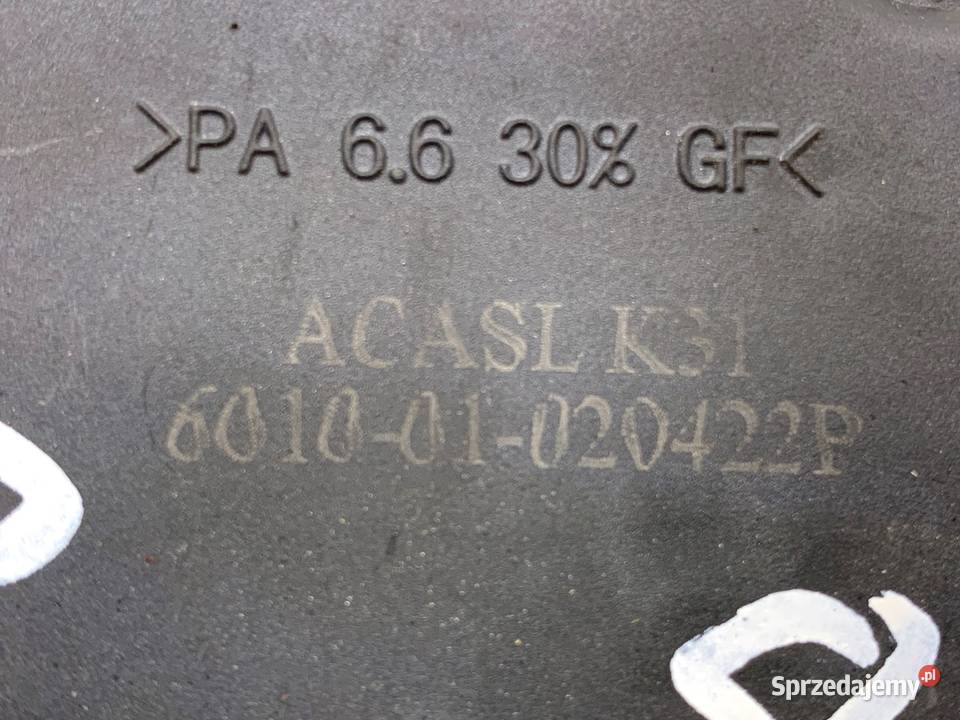 >PA 6.6 30% GF<
ACASL K31
6010-01-020422P
Sprzedajemy.pl